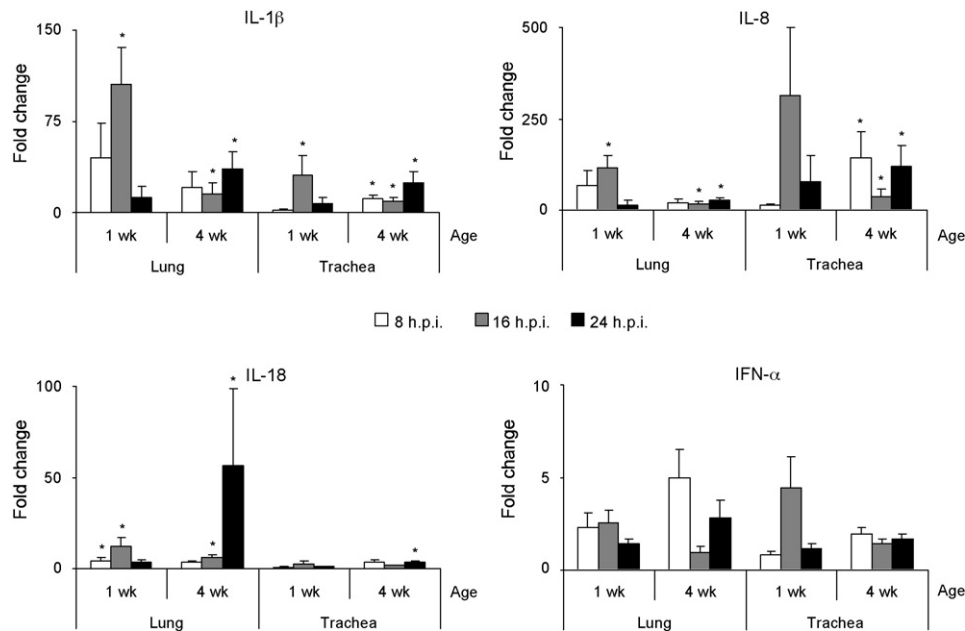 IL-1β
150
*
*
*
*
*
*
*
75
Fold change
0
1 wk 4 wk 1 wk 4 wk Age
Lung Trachea
IL-8
500
*
*
*
*
*
*
250
Fold change
0
1 wk 4 wk 1 wk 4 wk Age
Lung Trachea
8 h.p.i. 16 h.p.i. 24 h.p.i.
IL-18
100
*
*
*
*
*
50
Fold change
0
1 wk 4 wk 1 wk 4 wk Age
Lung Trachea
IFN-α
10
5
Fold change
0
1 wk 4 wk 1 wk 4 wk Age
Lung Trachea